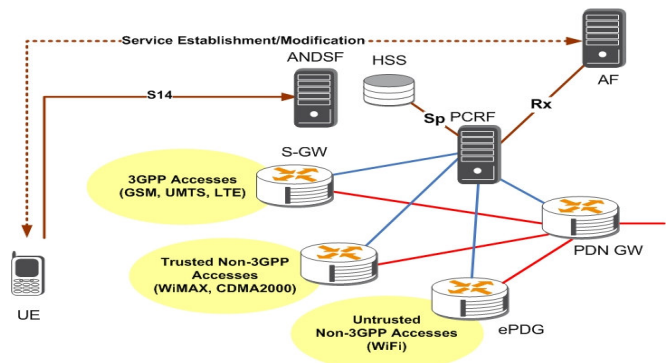 Service Establishment/Modification
ANDSF
HSS
AF
S14
Sp
PCRF
Rx
S-GW
3GPP Accesses
(GSM, UMTS, LTE)
PDN GW
Trusted Non-3GPP
Accesses
(WiMAX, CDMA2000)
UE
ePDG
Untrusted
Non-3GPP Accesses
(WiFi)